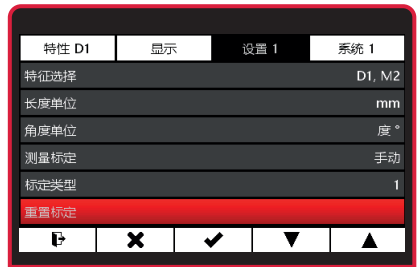 特性 D1 显示 设置 1 系统 1
特征选择 D1, M2
长度单位 mm
角度单位 度 °
测量标定 手动
标定类型 1
重置标定